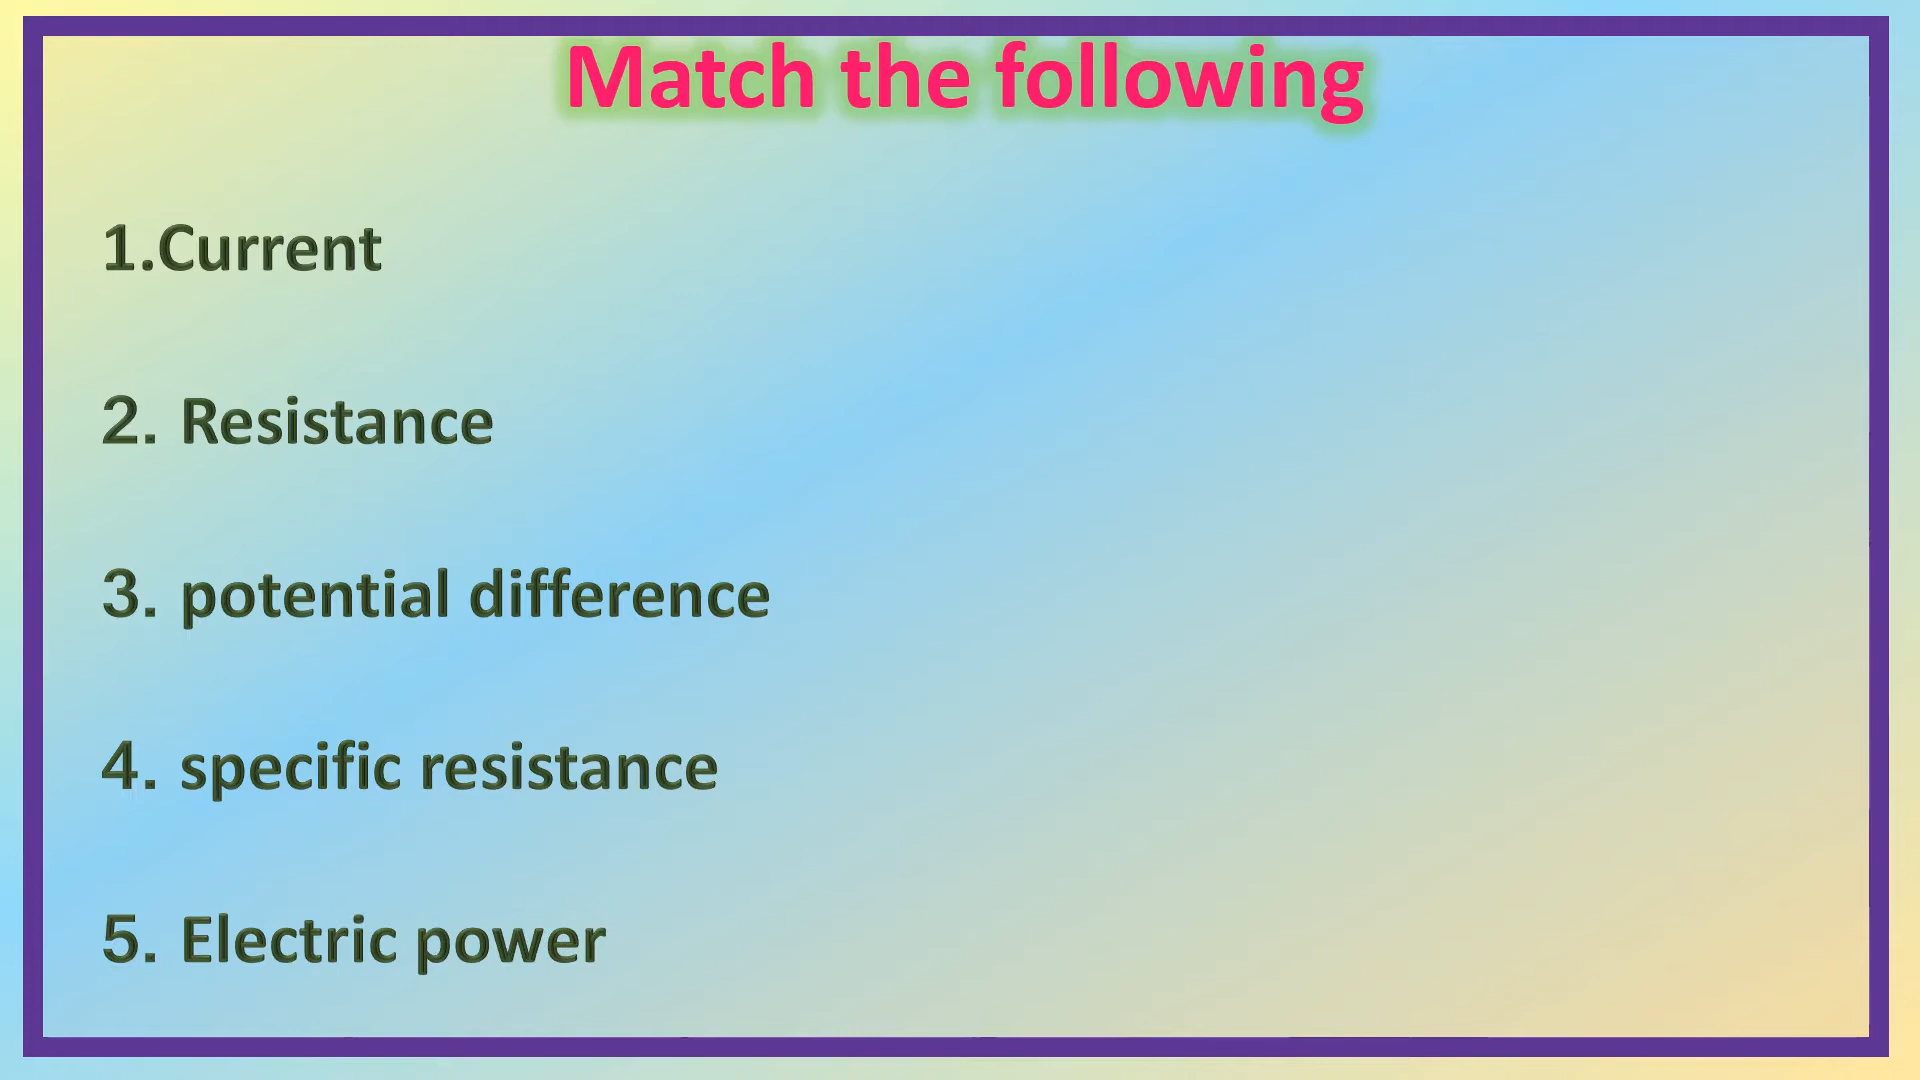 Match the following
1.Current
2. Resistance
3. potential difference
4. specific resistance
5. Electric power